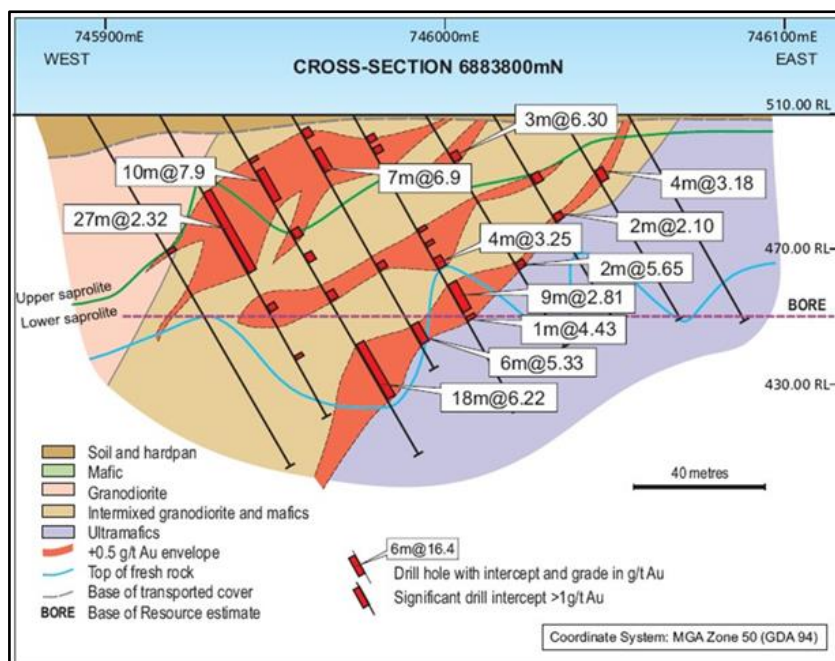 745900mE
746000mE
746100mE
WEST
EAST
CROSS-SECTION 6883800mN
510.00 RL
3m@6.30
10m@7.9
7m@6.9
4m@3.18
27m@2.32
2m@2.10
4m@3.25
470.00 RL
2m@5.65
Upper saprolite
9m@2.81
Lower saprolite
BORE
1m@4.43
6m@5.33
430.00 RL
18m@6.22
Soil and hardpan
Mafic
Granodiorite
Intermixed granodiorite and mafics
Ultramafics
+0.5 g/t Au envelope
Top of fresh rock
Base of transported cover
BORE Base of Resource estimate
40 metres
6m@16.4
Drill hole with intercept and grade in g/t Au
Significant drill intercept >1g/t Au
Coordinate System: MGA Zone 50 (GDA 94)